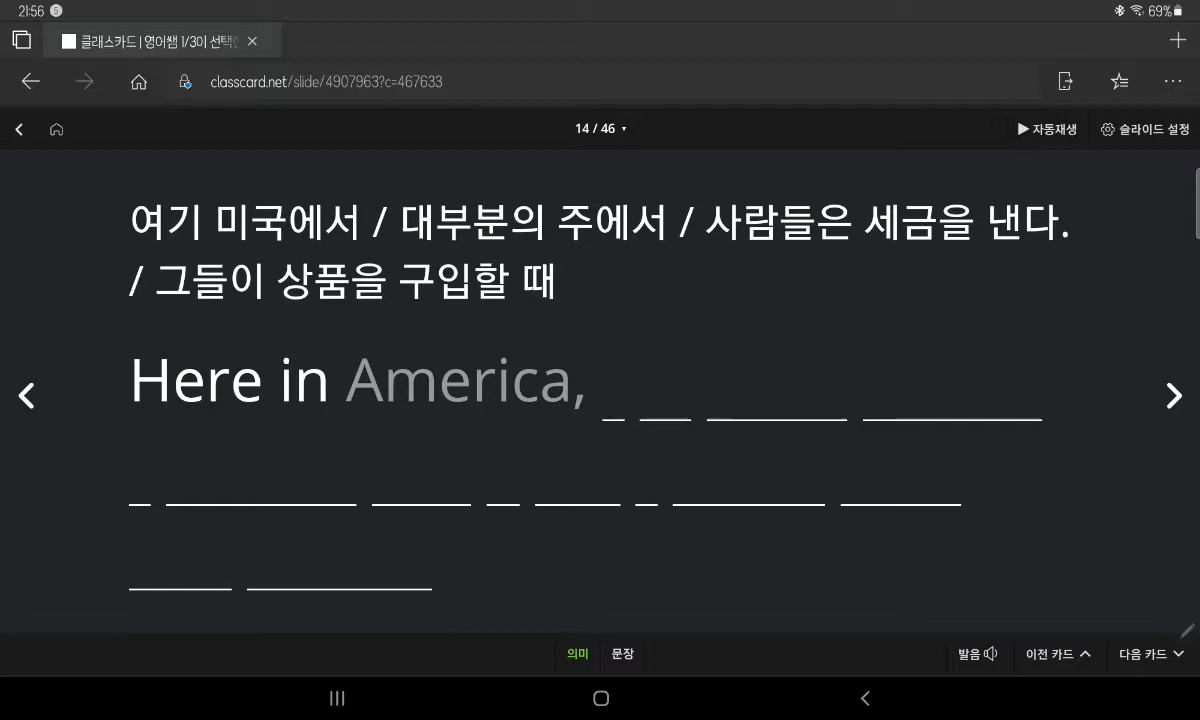 21:56 5 69%
클래스카드 | 영어쌤 1/3이 선택한
classcard.net/slide/4907963?c=467633
14 / 46 자동재생 슬라이드 설정
여기 미국에서 / 대부분의 주에서 / 사람들은 세금을 낸다.
/ 그들이 상품을 구입할 때
Here in America,
의미 문장 발음 이전 카드 다음 카드